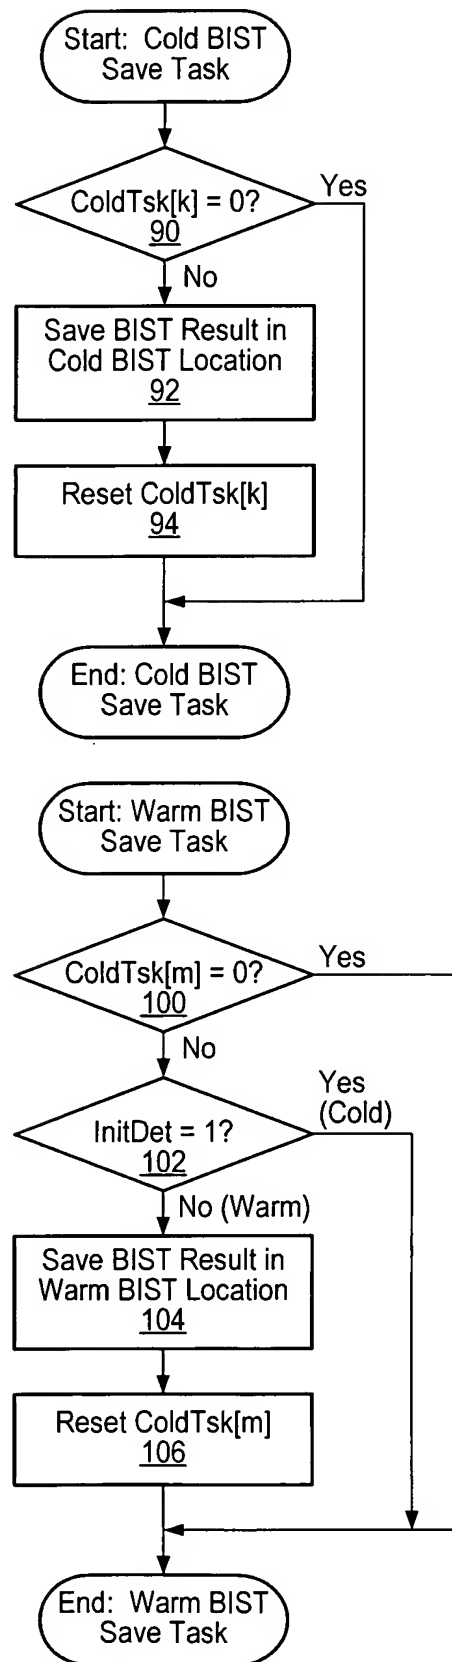 Start: Cold BIST
Save Task
ColdTsk[k] = 0?
90
Yes
No
Save BIST Result in
Cold BIST Location
92
Reset ColdTsk[k]
94
End: Cold BIST
Save Task
Start: Warm BIST
Save Task
ColdTsk[m] = 0?
100
Yes
No
InitDet = 1?
102
Yes
(Cold)
No (Warm)
Save BIST Result in
Warm BIST Location
104
Reset ColdTsk[m]
106
End: Warm BIST
Save Task